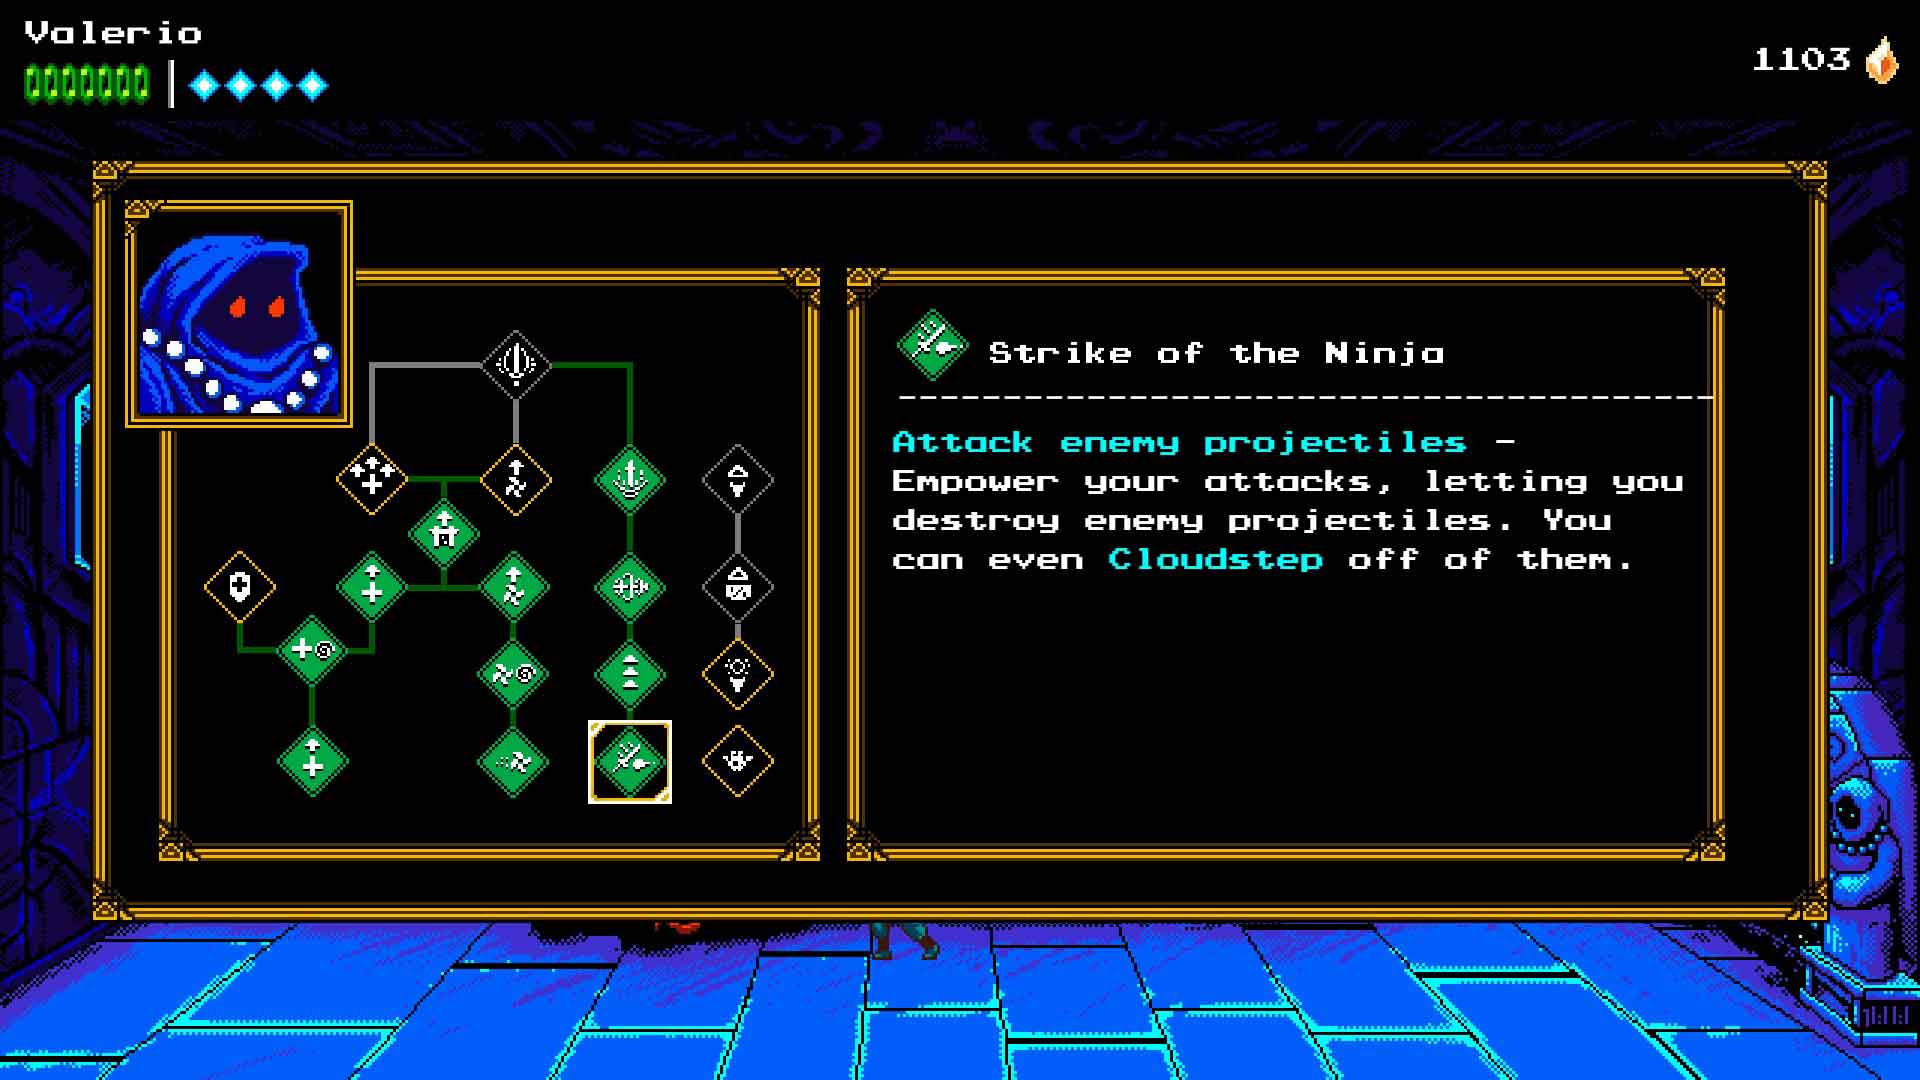 Valerio
1103
Strike of the Ninja
Attack enemy projectiles -
Empower your attacks, letting you
destroy enemy projectiles. You
can even Cloudstep off of them.